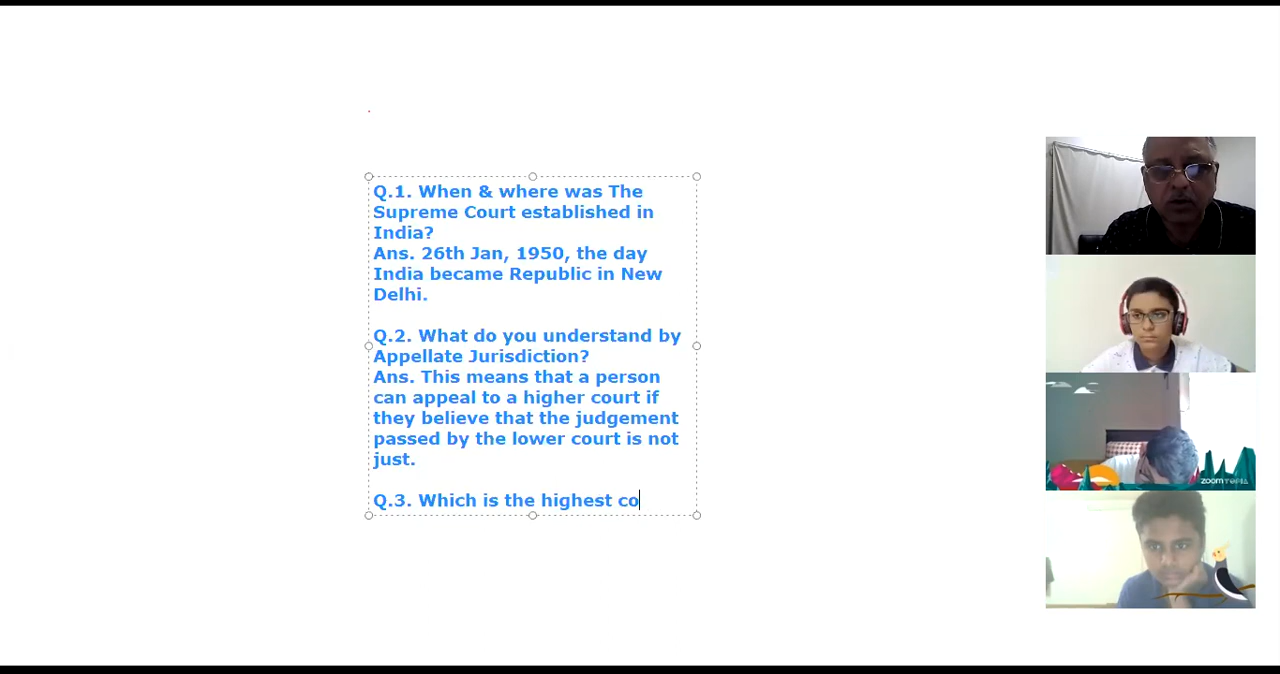 Q.1. When & where was The
Supreme Court established in
India?
Ans. 26th Jan, 1950, the day
India became Republic in New
Delhi.
Q.2. What do you understand by
Appellate Jurisdiction?
Ans. This means that a person
can appeal to a higher court if
they believe that the judgement
passed by the lower court is not
just.
Q.3. Which is the highest co
zoomtopia